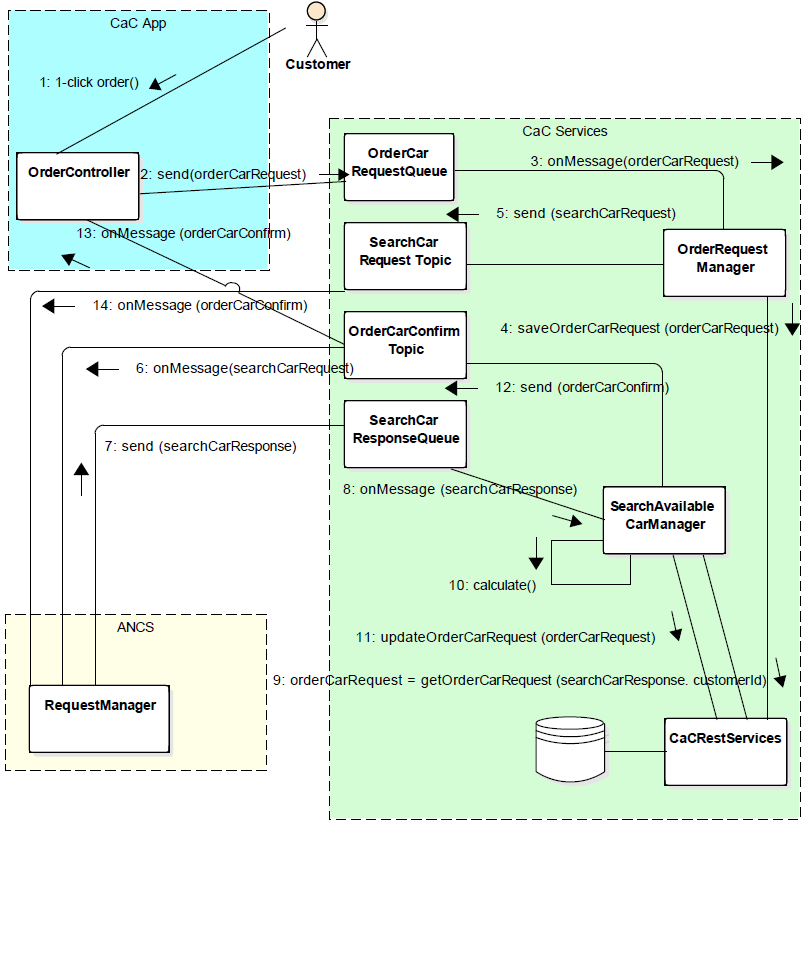 CaC App
Customer
1: 1-click order()
CaC Services
OrderController
2: send(orderCarRequest)
OrderCar
RequestQueue
3: onMessage(orderCarRequest)
5: send (searchCarRequest)
13: onMessage (orderCarConfirm)
SearchCar
Request Topic
OrderRequest
Manager
14: onMessage (orderCarConfirm)
OrderCarConfirm
Topic
4: saveOrderCarRequest (orderCarRequest)
6: onMessage(searchCarRequest)
12: send (orderCarConfirm)
SearchCar
ResponseQueue
7: send (searchCarResponse)
8: onMessage (searchCarResponse)
SearchAvailable
CarManager
10: calculate()
ANCS
11: updateOrderCarRequest (orderCarRequest)
9: orderCarRequest = getOrderCarRequest (searchCarResponse. customerId)
RequestManager
CaCRestServices